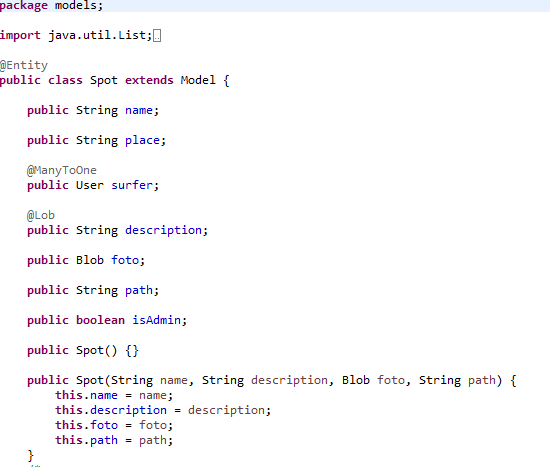 package models;
import java.util.List;
@Entity
public class Spot extends Model {
public String name;
public String place;
@ManyToOne
public User surfer;
@Lob
public String description;
public Blob foto;
public String path;
public boolean isAdmin;
public Spot() {}
public Spot(String name, String description, Blob foto, String path) {
this.name = name;
this.description = description;
this.foto = foto;
this.path = path;
}